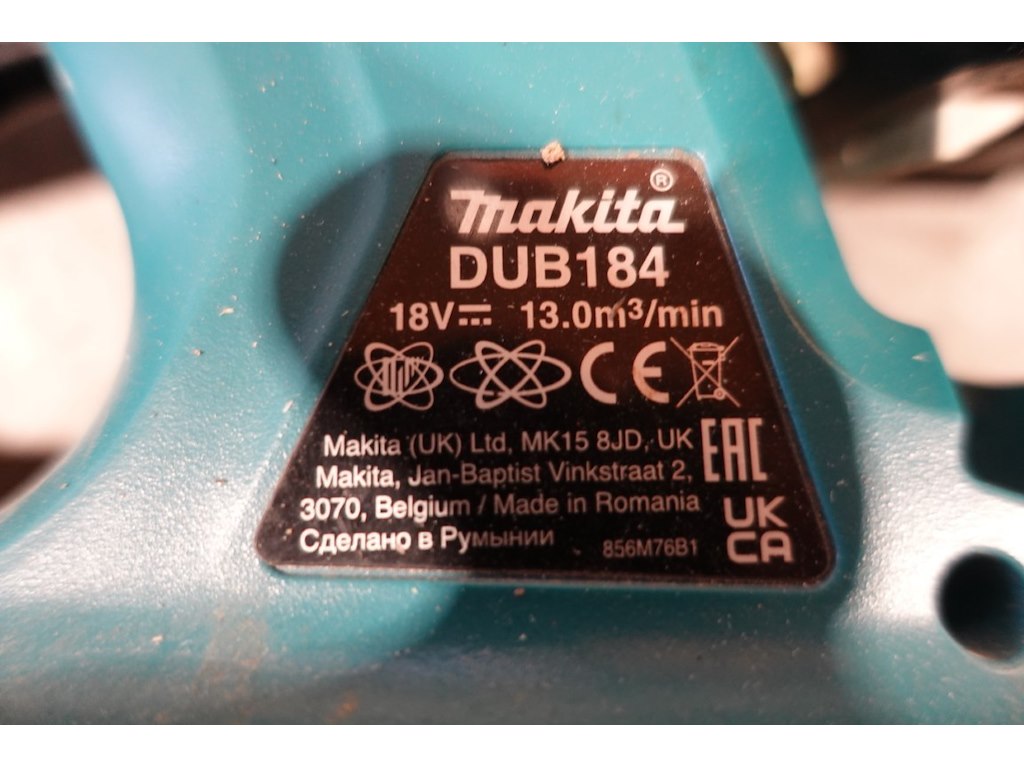 makita®
DUB184
18V⎓ 13.0m³/min
CE
Makita (UK) Ltd, MK15 8JD, UK
EAC
Makita, Jan-Baptist Vinkstraat 2,
3070, Belgium / Made in Romania
UK
CA
Сделано в Румынии
856M76B1